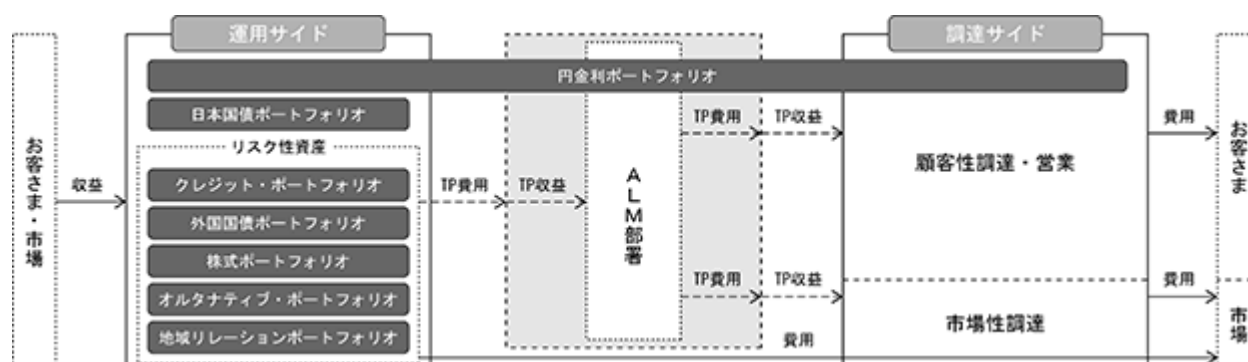 運用サイド
調達サイド
円金利ポートフォリオ
日本国債ポートフォリオ
リスク性資産
クレジット・ポートフォリオ
外国国債ポートフォリオ
株式ポートフォリオ
オルタナティブ・ポートフォリオ
地域リレーションポートフォリオ
お客さま・市場
収益
TP費用
TP収益
ALM部署
TP費用
TP収益
TP費用
TP収益
費用
顧客性調達・営業
市場性調達
費用
費用
お客さま
市場